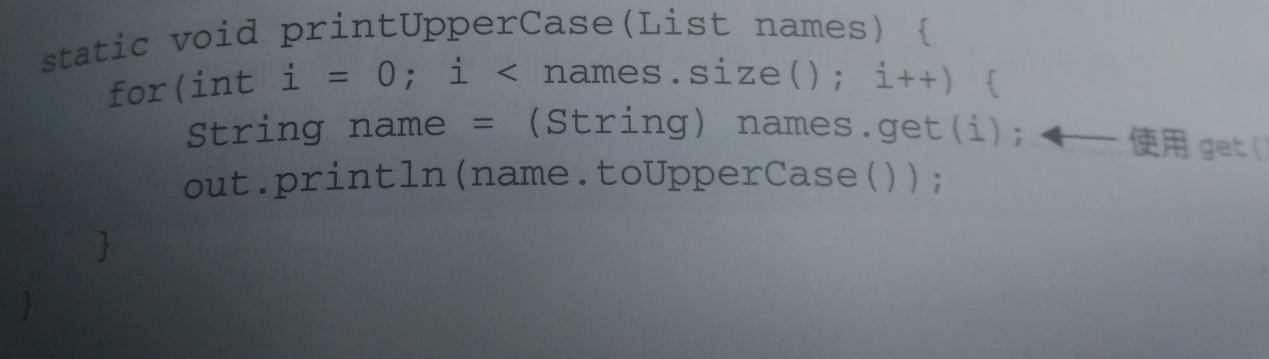 static void printUpperCase(List names) {
for(int i = 0; i < names.size(); i++) {
String name = (String) names.get(i); ← 使用 get(
out.println(name.toUpperCase());
}
}